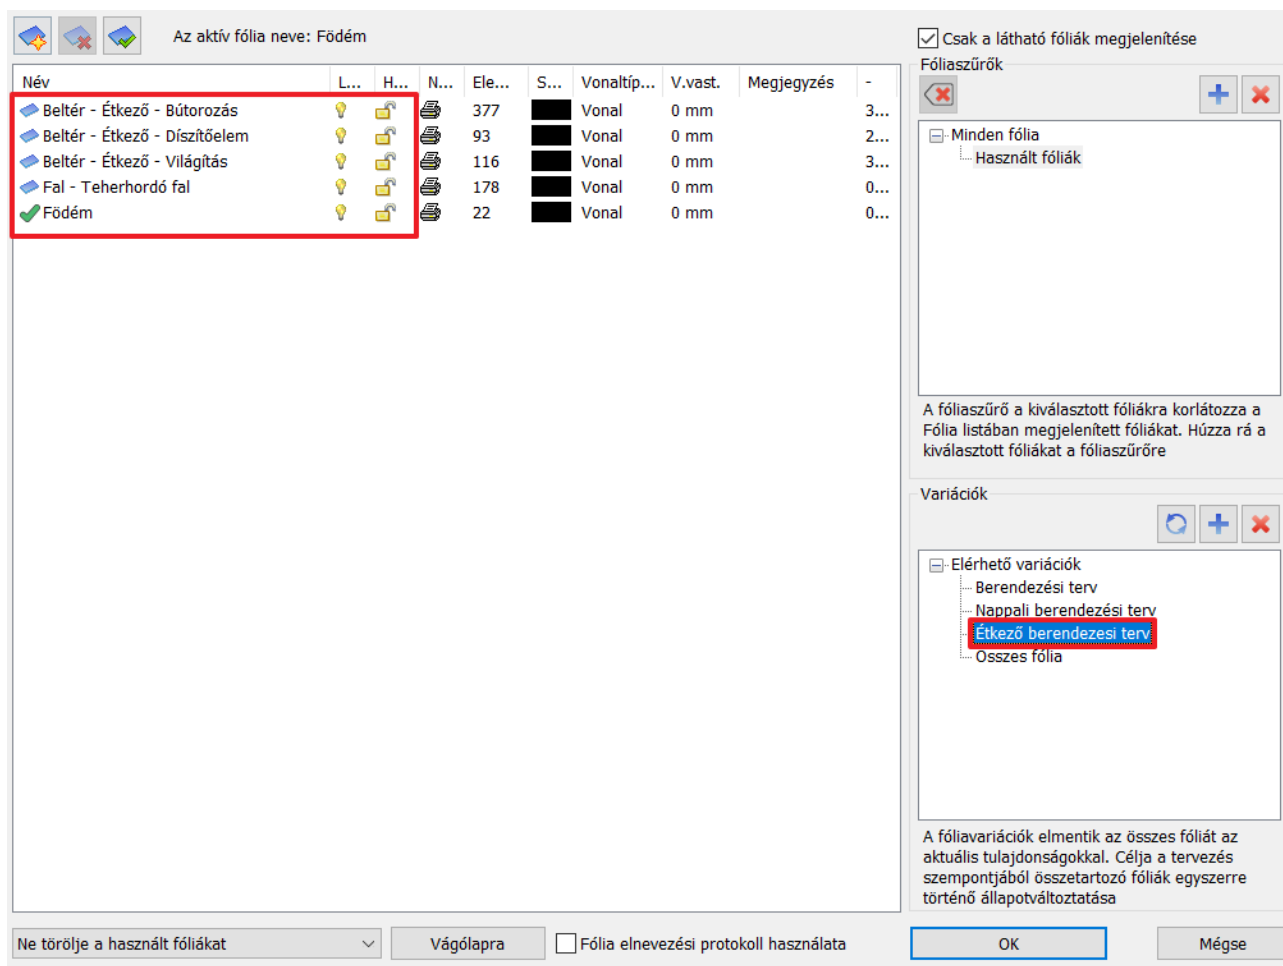 Az aktív fólia neve: Födém
Név L... H... N... Ele... S... Vonaltíp... V.vast. Megjegyzés -
Beltér - Étkező - Bútorozás 377 Vonal 0 mm 3...
Beltér - Étkező - Díszítőelem 93 Vonal 0 mm 2...
Beltér - Étkező - Világítás 116 Vonal 0 mm 3...
Fal - Teherhordó fal 178 Vonal 0 mm 0...
Födém 22 Vonal 0 mm 0...
Csak a látható fóliák megjelenítése
Fóliaszűrők
Minden fólia
Használt fóliák
A fóliaszűrő a kiválasztott fóliákra korlátozza a
Fólia listában megjelenített fóliákat. Húzza rá a
kiválasztott fóliákat a fóliaszűrőre
Variációk
Elérhető variációk
Berendezési terv
Nappali berendezési terv
Étkező berendezesi terv
Összes fólia
A fóliavariációk elmentik az összes fóliát az
aktuális tulajdonságokkal. Célja a tervezés
szempontjából összetartozó fóliák egyszerre
történő állapotváltoztatása
Ne törölje a használt fóliákat Vágólapra Fólia elnevezési protokoll használata OK Mégse